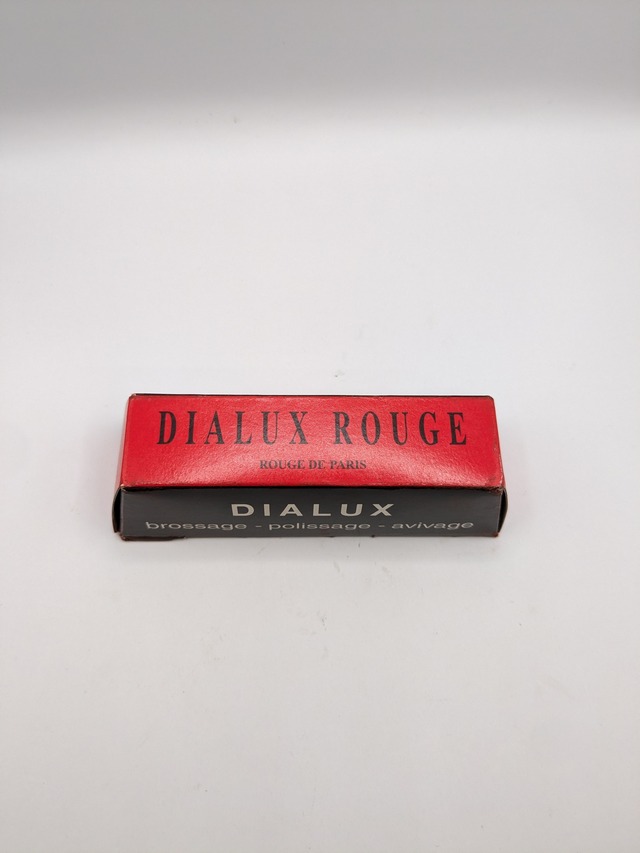 DIALUX ROUGE
ROUGE DE PARIS
DIALUX
brossage - polissage - avivage